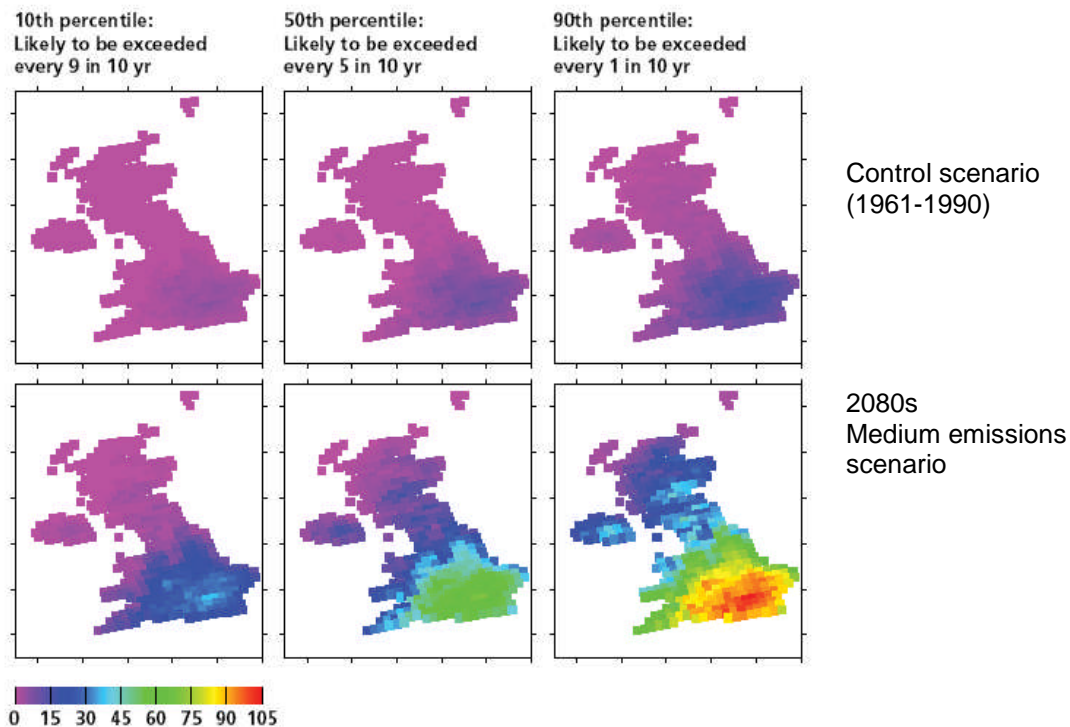 10th percentile:
Likely to be exceeded
every 9 in 10 yr
50th percentile:
Likely to be exceeded
every 5 in 10 yr
90th percentile:
Likely to be exceeded
every 1 in 10 yr
Control scenario
(1961-1990)
2080s
Medium emissions
scenario
0 15 30 45 60 75 90 105